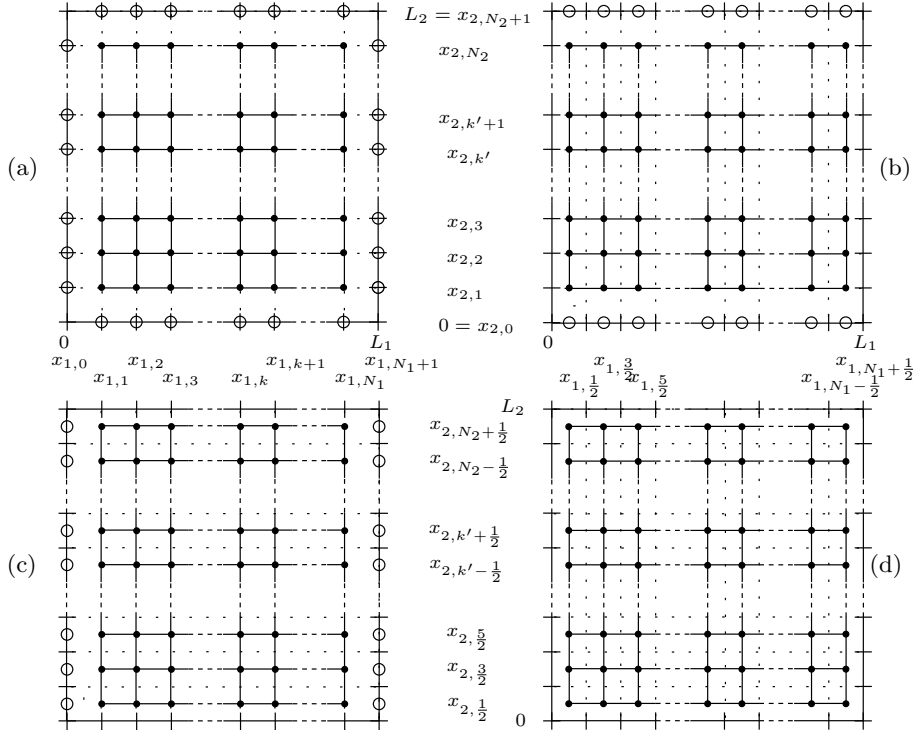 L_2 = x_{2,N_2+1}
x_{2,N_2}
x_{2,k'+1}
x_{2,k'}
(a)
(b)
x_{2,3}
x_{2,2}
x_{2,1}
0 = x_{2,0}
0 L_1 0 L_1
x_{1,0} x_{1,2} x_{1,k+1} x_{1,N_1+1} x_{1,\frac{3}{2}} x_{1,N_1+\frac{1}{2}}
x_{1,1} x_{1,3} x_{1,k} x_{1,N_1} x_{1,\frac{1}{2}} x_{1,\frac{5}{2}} x_{1,N_1-\frac{1}{2}}
L_2
x_{2,N_2+\frac{1}{2}}
x_{2,N_2-\frac{1}{2}}
x_{2,k'+\frac{1}{2}}
(c) x_{2,k'-\frac{1}{2}} (d)
x_{2,\frac{5}{2}}
x_{2,\frac{3}{2}}
x_{2,\frac{1}{2}}
0